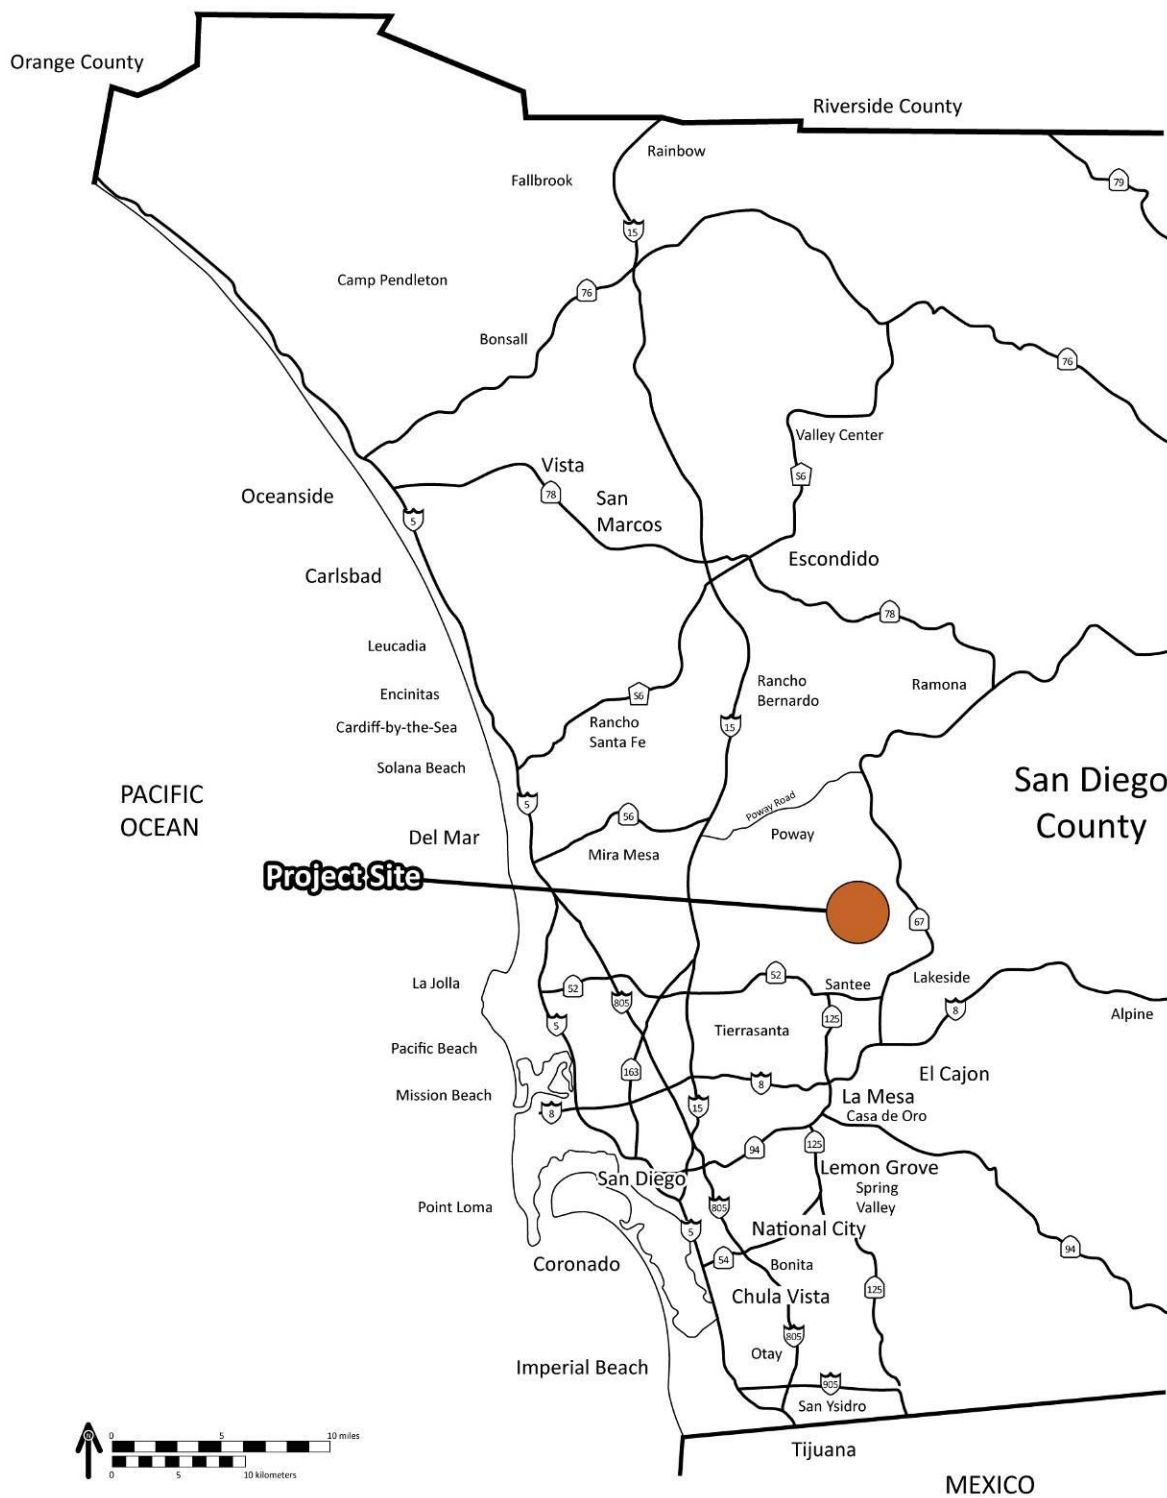 Orange County
Riverside County
Rainbow
Fallbrook
79
15
Camp Pendleton
76
Bonsall
76
Valley Center
Vista
S6
78
San
Marcos
Oceanside
5
Escondido
Carlsbad
78
Leucadia
Rancho
Bernardo
Ramona
Encinitas
S6
Cardiff-by-the-Sea
Rancho
Santa Fe
15
Solana Beach
San Diego
County
PACIFIC
OCEAN
5
Poway Road
56
Del Mar
Poway
Mira Mesa
Project Site
67
La Jolla
52
52
Santee
Lakeside
805
125
8
Alpine
5
Tierrasanta
Pacific Beach
163
8
El Cajon
Mission Beach
La Mesa
8
15
Casa de Oro
94
125
Lemon Grove
San Diego
Spring
Valley
Point Loma
805
5
National City
94
54
Coronado
Bonita
125
Chula Vista
805
Otay
Imperial Beach
905
San Ysidro
N
0
5
10 miles
0
5
10 kilometers
Tijuana
MEXICO